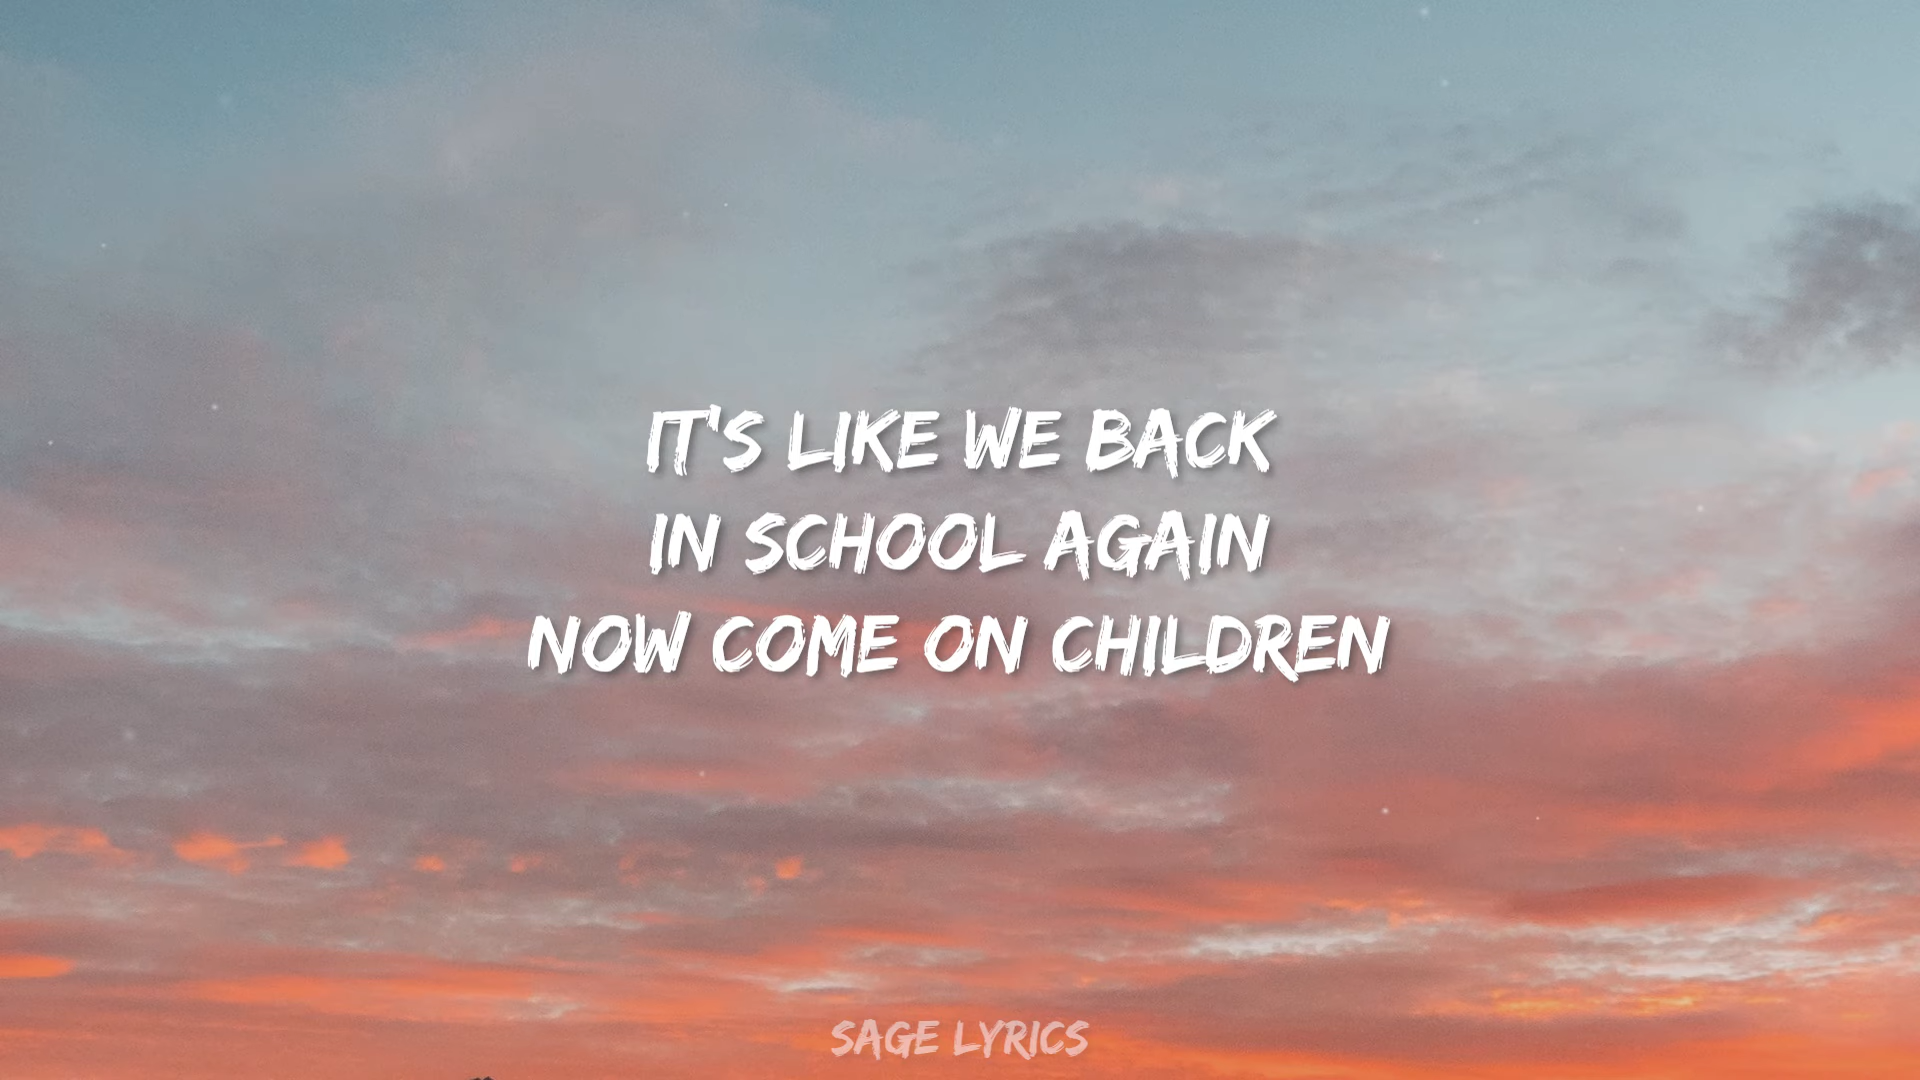 IT'S LIKE WE BACK
IN SCHOOL AGAIN
NOW COME ON CHILDREN
SAGE LYRICS